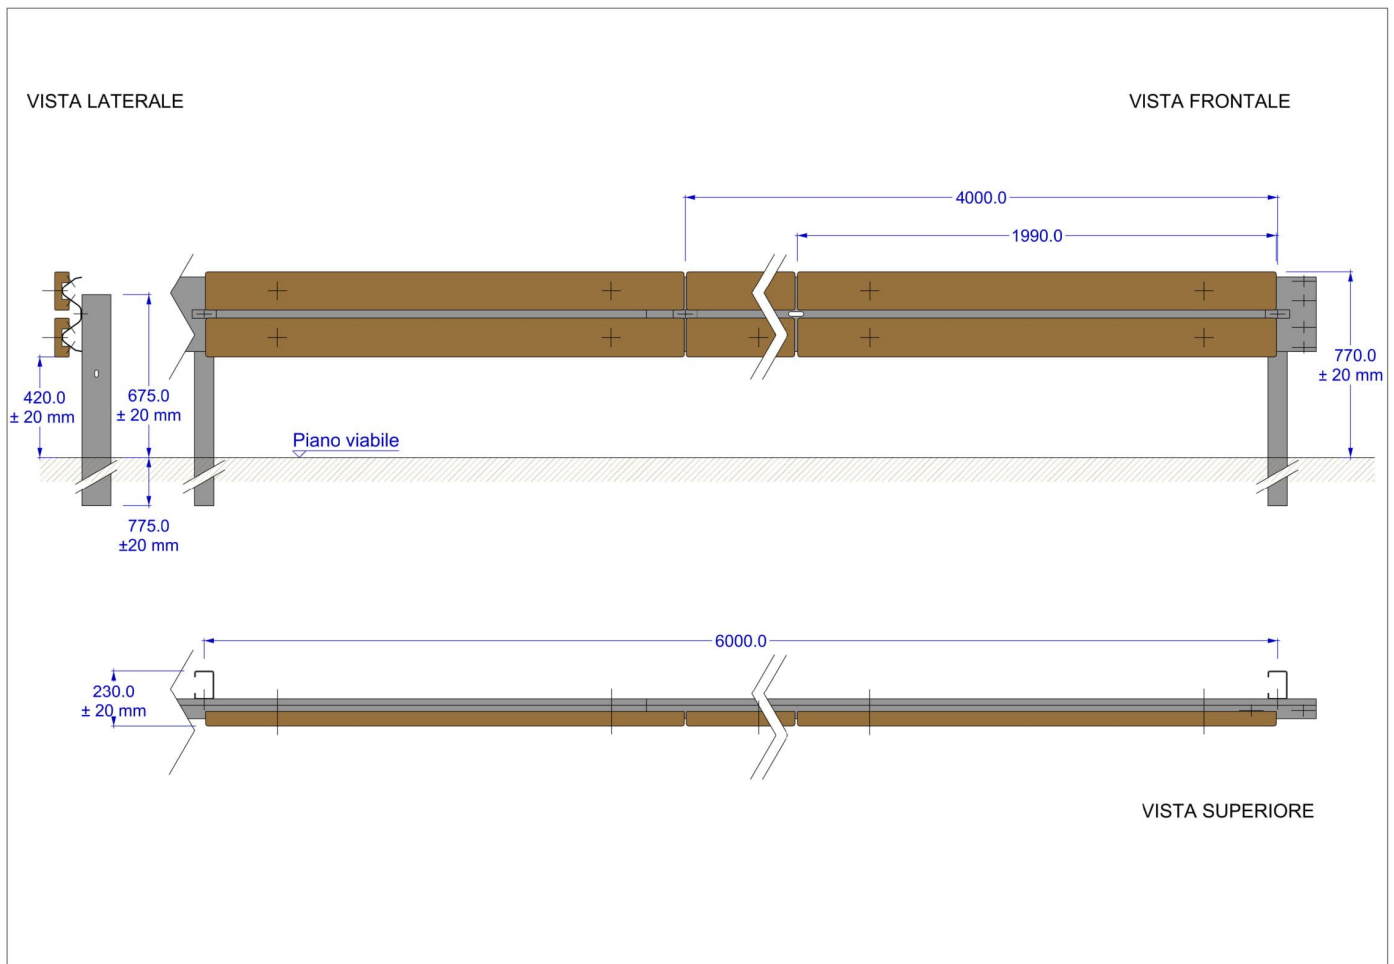 VISTA LATERALE
VISTA FRONTALE
4000.0
1990.0
420.0
± 20 mm
675.0
± 20 mm
770.0
± 20 mm
Piano viabile
775.0
±20 mm
6000.0
230.0
± 20 mm
VISTA SUPERIORE